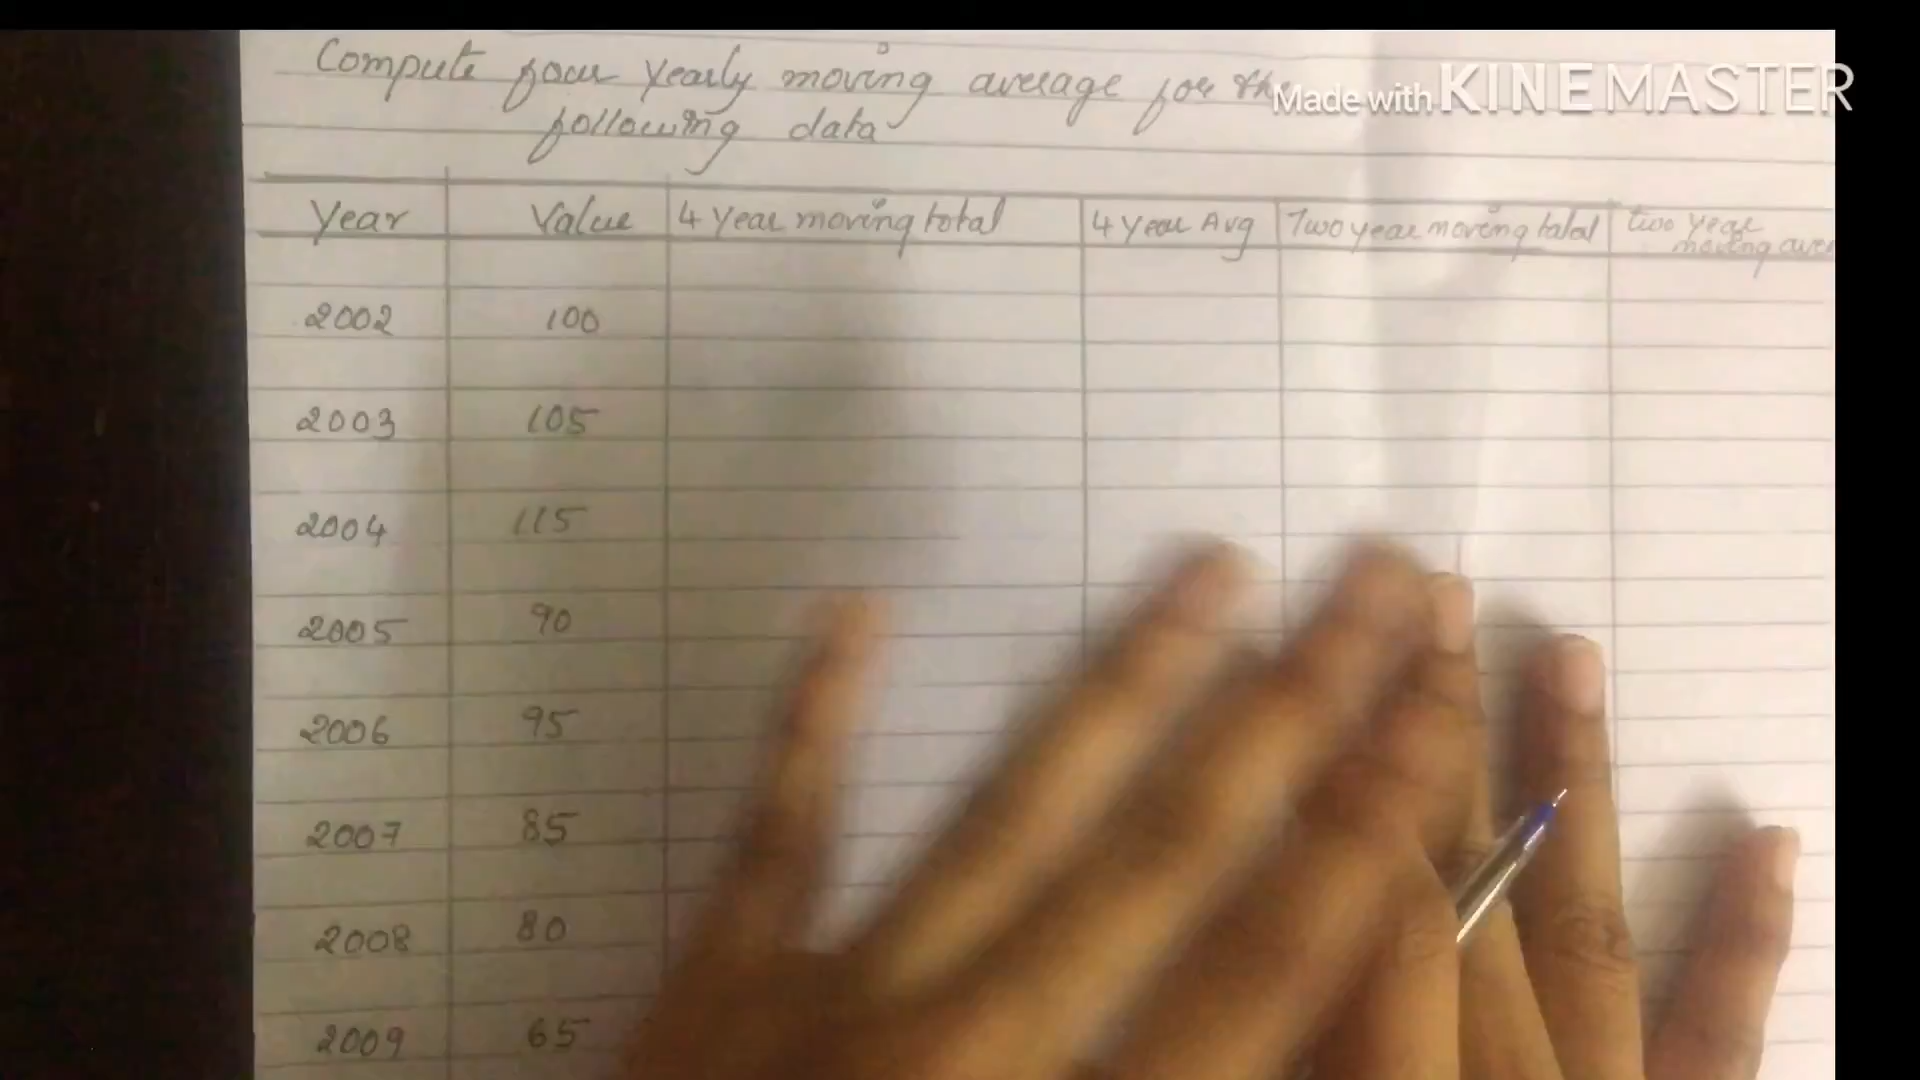 Compute four yearly moving average for the
Made with KINEMASTER
following data
Year Value 4 Year moving total 4 Year Avg Two year moving total two year
moving aver
2002 100
2003 105
2004 115
2005 90
2006 95
2007 85
2008 80
2009 65